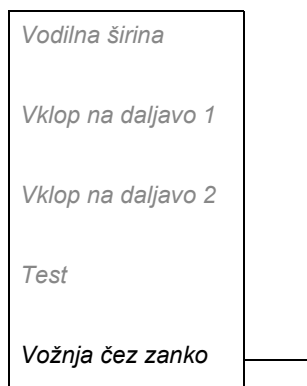 Vodilna širina
Vklop na daljavo 1
Vklop na daljavo 2
Test
Vožnja čez zanko